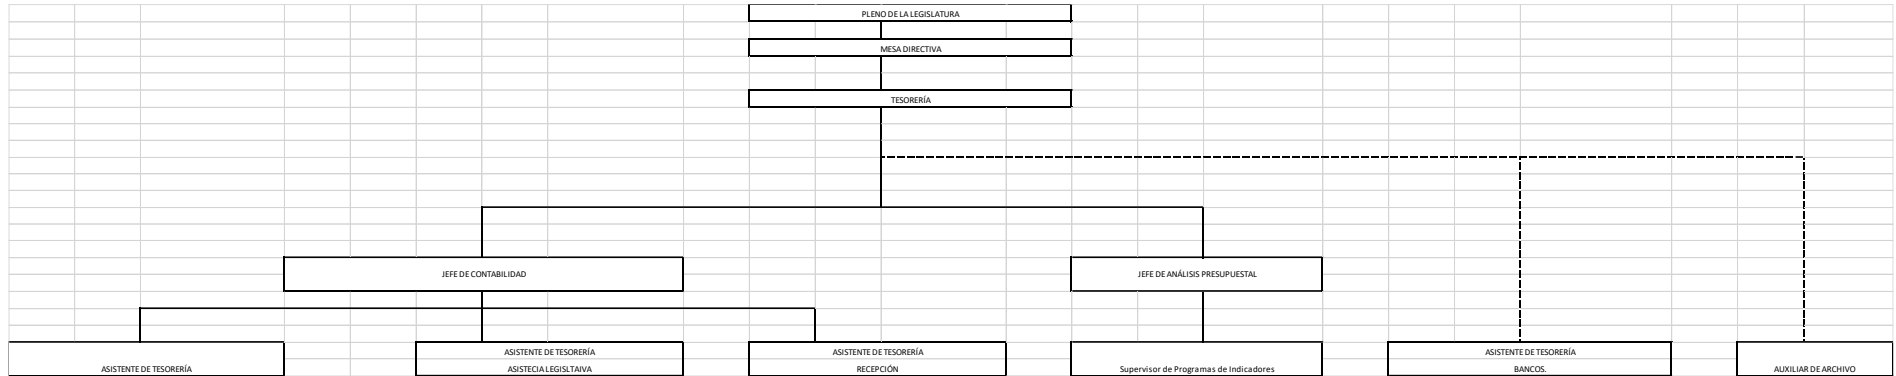 PLENO DE LA LEGISLATURA
MESA DIRECTIVA
TESORERÍA
JEFE DE CONTABILIDAD
JEFE DE ANÁLISIS PRESUPUESTAL
ASISTENTE DE TESORERÍA
ASISTENTE DE TESORERÍA
ASISTECIA LEGISLTAIVA
ASISTENTE DE TESORERÍA
RECEPCIÓN
Supervisor de Programas de Indicadores
ASISTENTE DE TESORERÍA
BANCOS.
AUXILIAR DE ARCHIVO